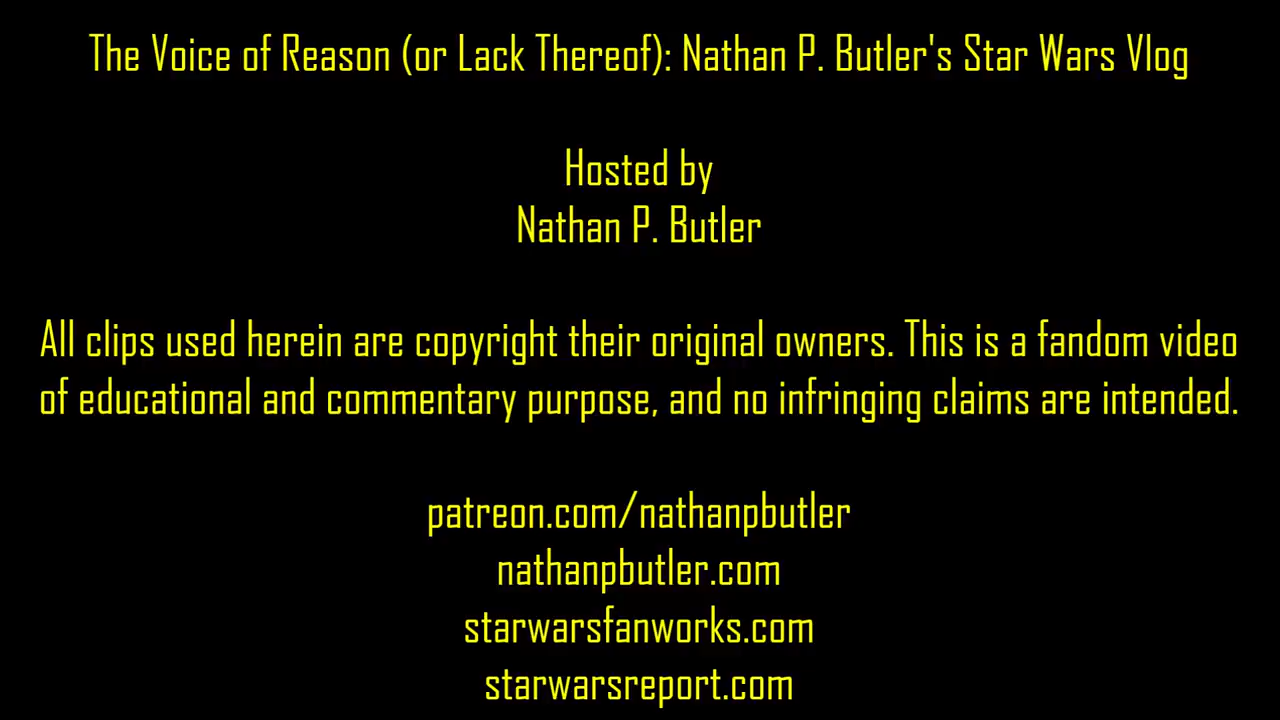 The Voice of Reason (or Lack Thereof): Nathan P. Butler's Star Wars Vlog
Hosted by
Nathan P. Butler
All clips used herein are copyright their original owners. This is a fandom video
of educational and commentary purpose, and no infringing claims are intended.
patreon.com/nathanpbutler
nathanpbutler.com
starwarsfanworks.com
starwarsreport.com